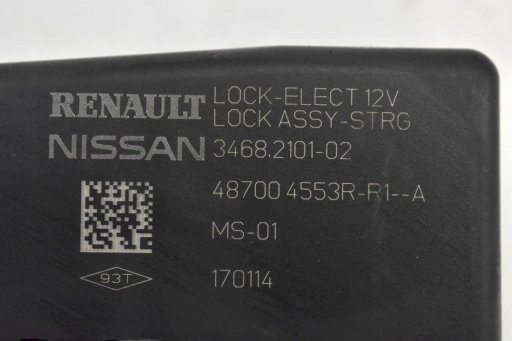 RENAULT LOCK-ELECT 12V
LOCK ASSY-STRG
NISSAN 3468.2101-02
48700 4553R-R1--A
MS-01
93T 170114